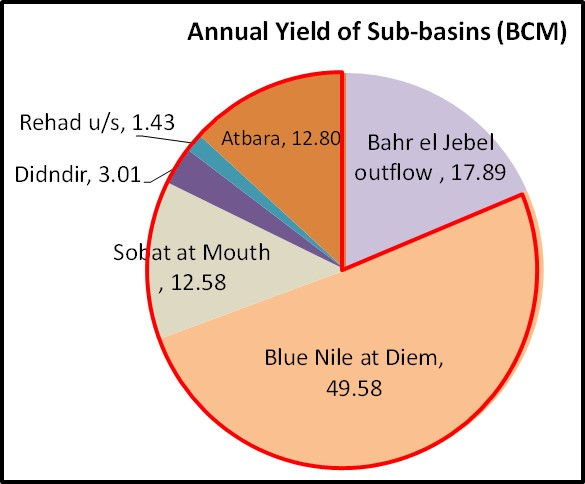 Annual Yield of Sub-basins (BCM)
Rehad u/s, 1.43
Atbara, 12.80
Bahr el Jebel
outflow , 17.89
Didndir, 3.01
Sobat at Mouth
, 12.58
Blue Nile at Diem,
49.58